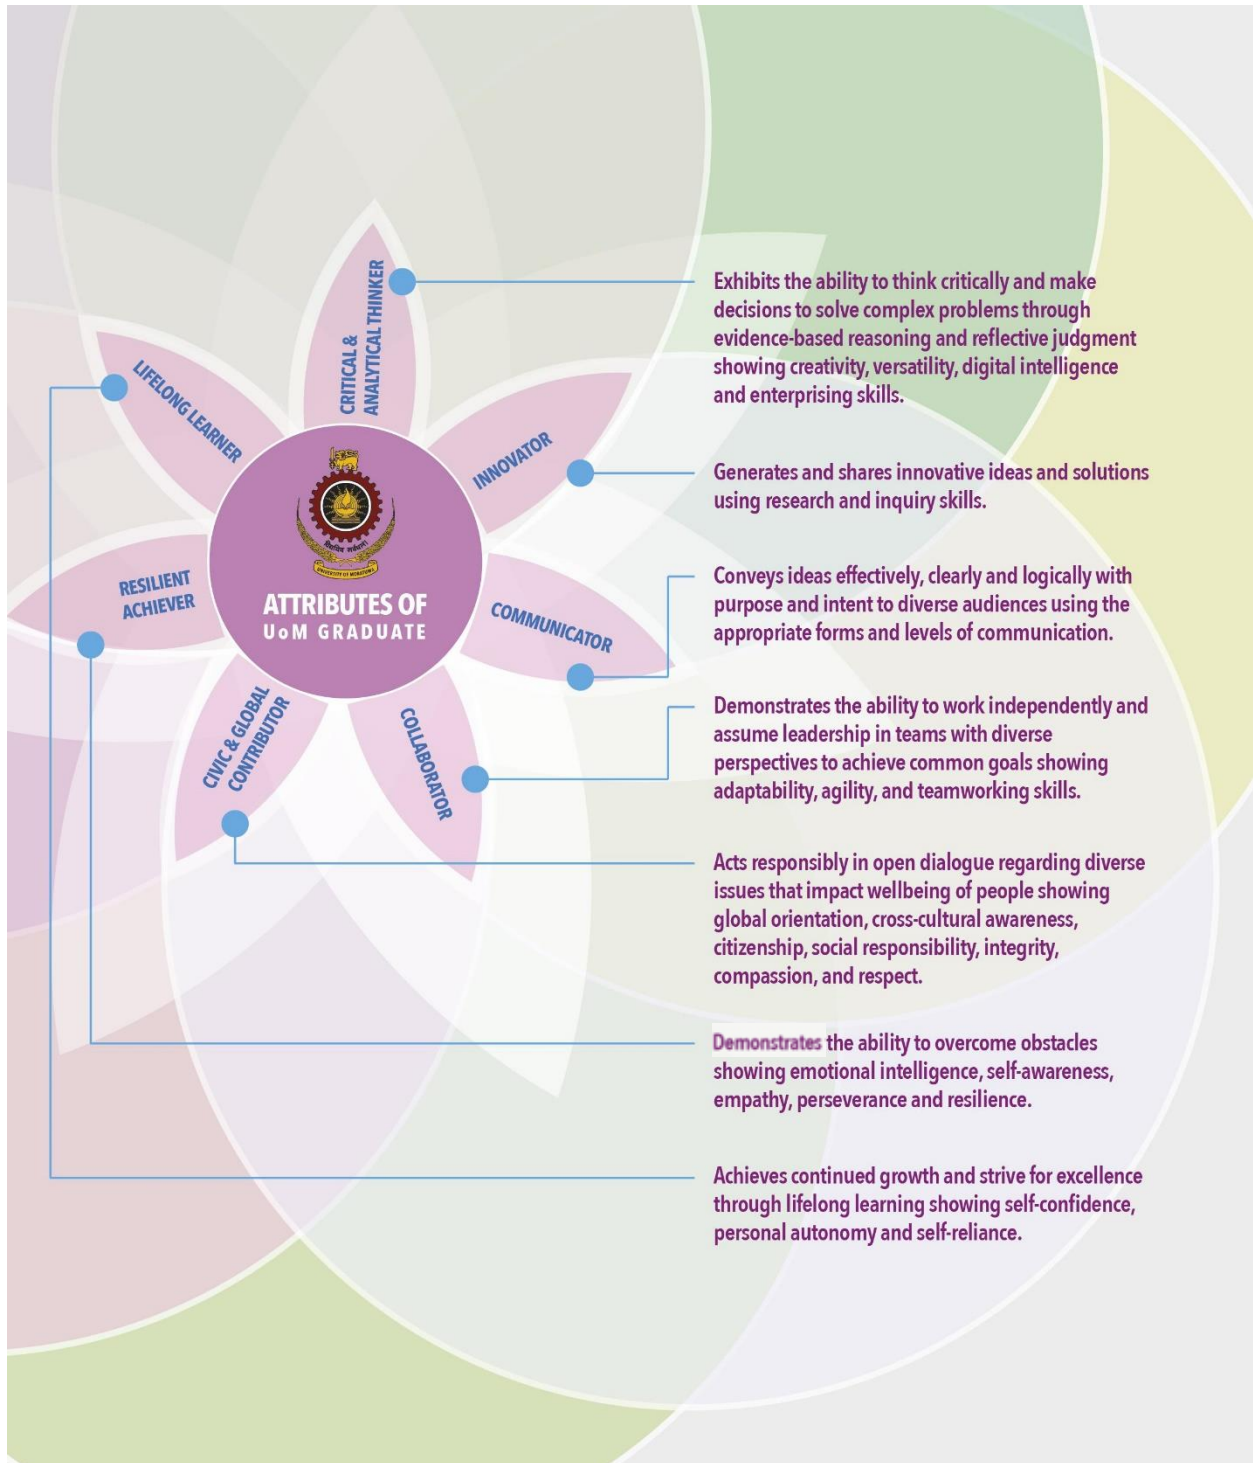 CRITICAL &
ANALYTICAL THINKER
Exhibits the ability to think critically and make
decisions to solve complex problems through
evidence-based reasoning and reflective judgment
showing creativity, versatility, digital intelligence
and enterprising skills.
INNOVATOR
Generates and shares innovative ideas and solutions
using research and inquiry skills.
COMMUNICATOR
Conveys ideas effectively, clearly and logically with
purpose and intent to diverse audiences using the
appropriate forms and levels of communication.
COLLABORATOR
Demonstrates the ability to work independently and
assume leadership in teams with diverse
perspectives to achieve common goals showing
adaptability, agility, and teamworking skills.
CIVIC & GLOBAL
CONTRIBUTOR
Acts responsibly in open dialogue regarding diverse
issues that impact wellbeing of people showing
global orientation, cross-cultural awareness,
citizenship, social responsibility, integrity,
compassion, and respect.
RESILIENT
ACHIEVER
Demonstrates the ability to overcome obstacles
showing emotional intelligence, self-awareness,
empathy, perseverance and resilience.
LIFELONG LEARNER
Achieves continued growth and strive for excellence
through lifelong learning showing self-confidence,
personal autonomy and self-reliance.
UNIVERSITY OF MORATUWA
ATTRIBUTES OF
UoM GRADUATE